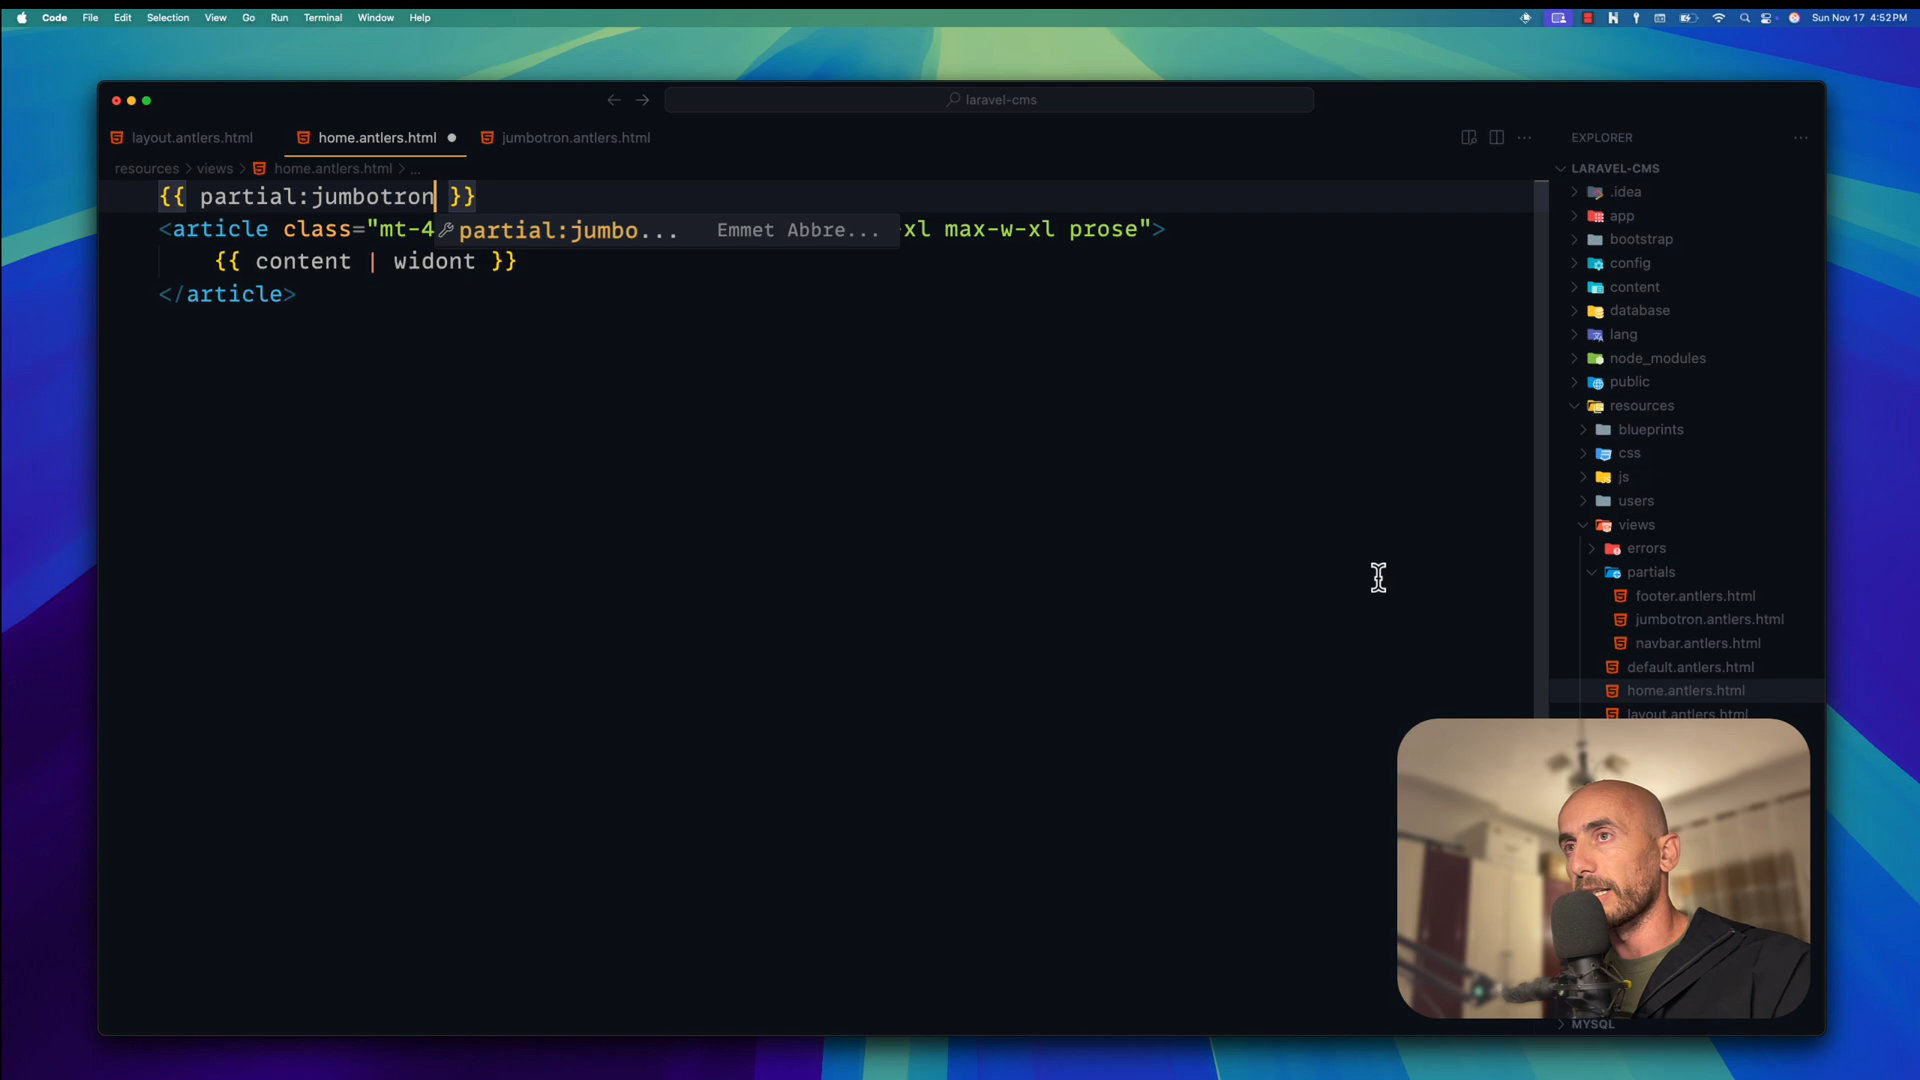 Code File Edit Selection View Go Run Terminal Window Help Sun Nov 17 4:52 PM
laravel-cms
layout.antlers.html home.antlers.html jumbotron.antlers.html
resources > views > home.antlers.html > ...
{{ partial:jumbotron }}
<article class="mt-4 -xl max-w-xl prose">
partial:jumbo... Emmet Abbre...
{{ content | widont }}
</article>
EXPLORER
LARAVEL-CMS
.idea
app
bootstrap
config
content
database
lang
node_modules
public
resources
blueprints
css
js
users
views
errors
partials
footer.antlers.html
jumbotron.antlers.html
navbar.antlers.html
default.antlers.html
home.antlers.html
layout.antlers.html
MYSQL